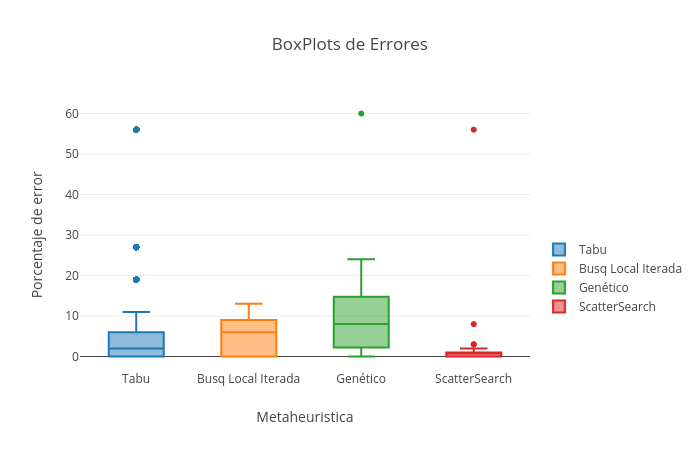 BoxPlots de Errores
Porcentaje de error
60
50
40
30
20
10
0
Tabu
Busq Local Iterada
Genético
ScatterSearch
Metaheuristica
Tabu
Busq Local Iterada
Genético
ScatterSearch